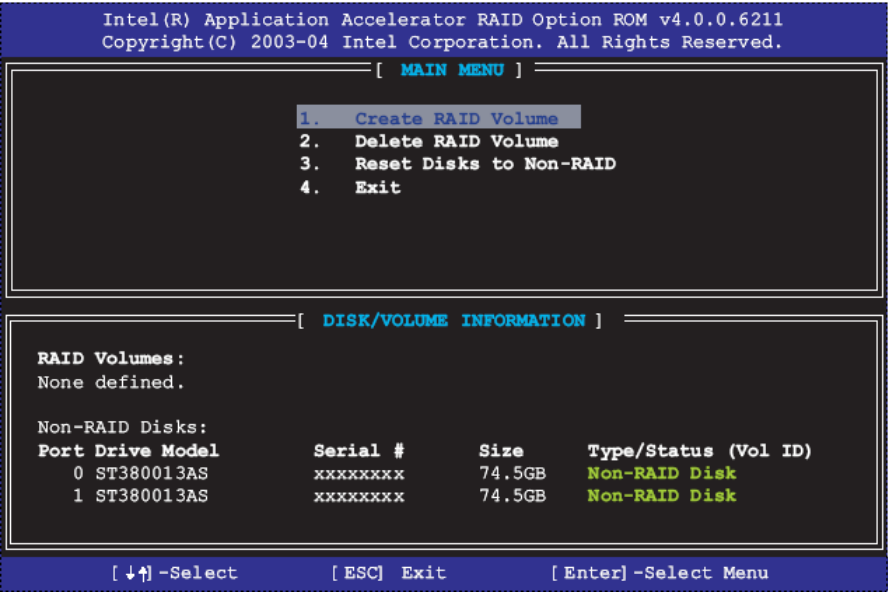 Intel(R) Application Accelerator RAID Option ROM v4.0.0.6211
Copyright(C) 2003-04 Intel Corporation. All Rights Reserved.
[ MAIN MENU ]
1. Create RAID Volume
2. Delete RAID Volume
3. Reset Disks to Non-RAID
4. Exit
[ DISK/VOLUME INFORMATION ]
RAID Volumes:
None defined.
Non-RAID Disks:
Port Drive Model Serial # Size Type/Status (Vol ID)
0 ST380013AS xxxxxxxx 74.5GB Non-RAID Disk
1 ST380013AS xxxxxxxx 74.5GB Non-RAID Disk
[↓↑]-Select [ESC] Exit [Enter]-Select Menu